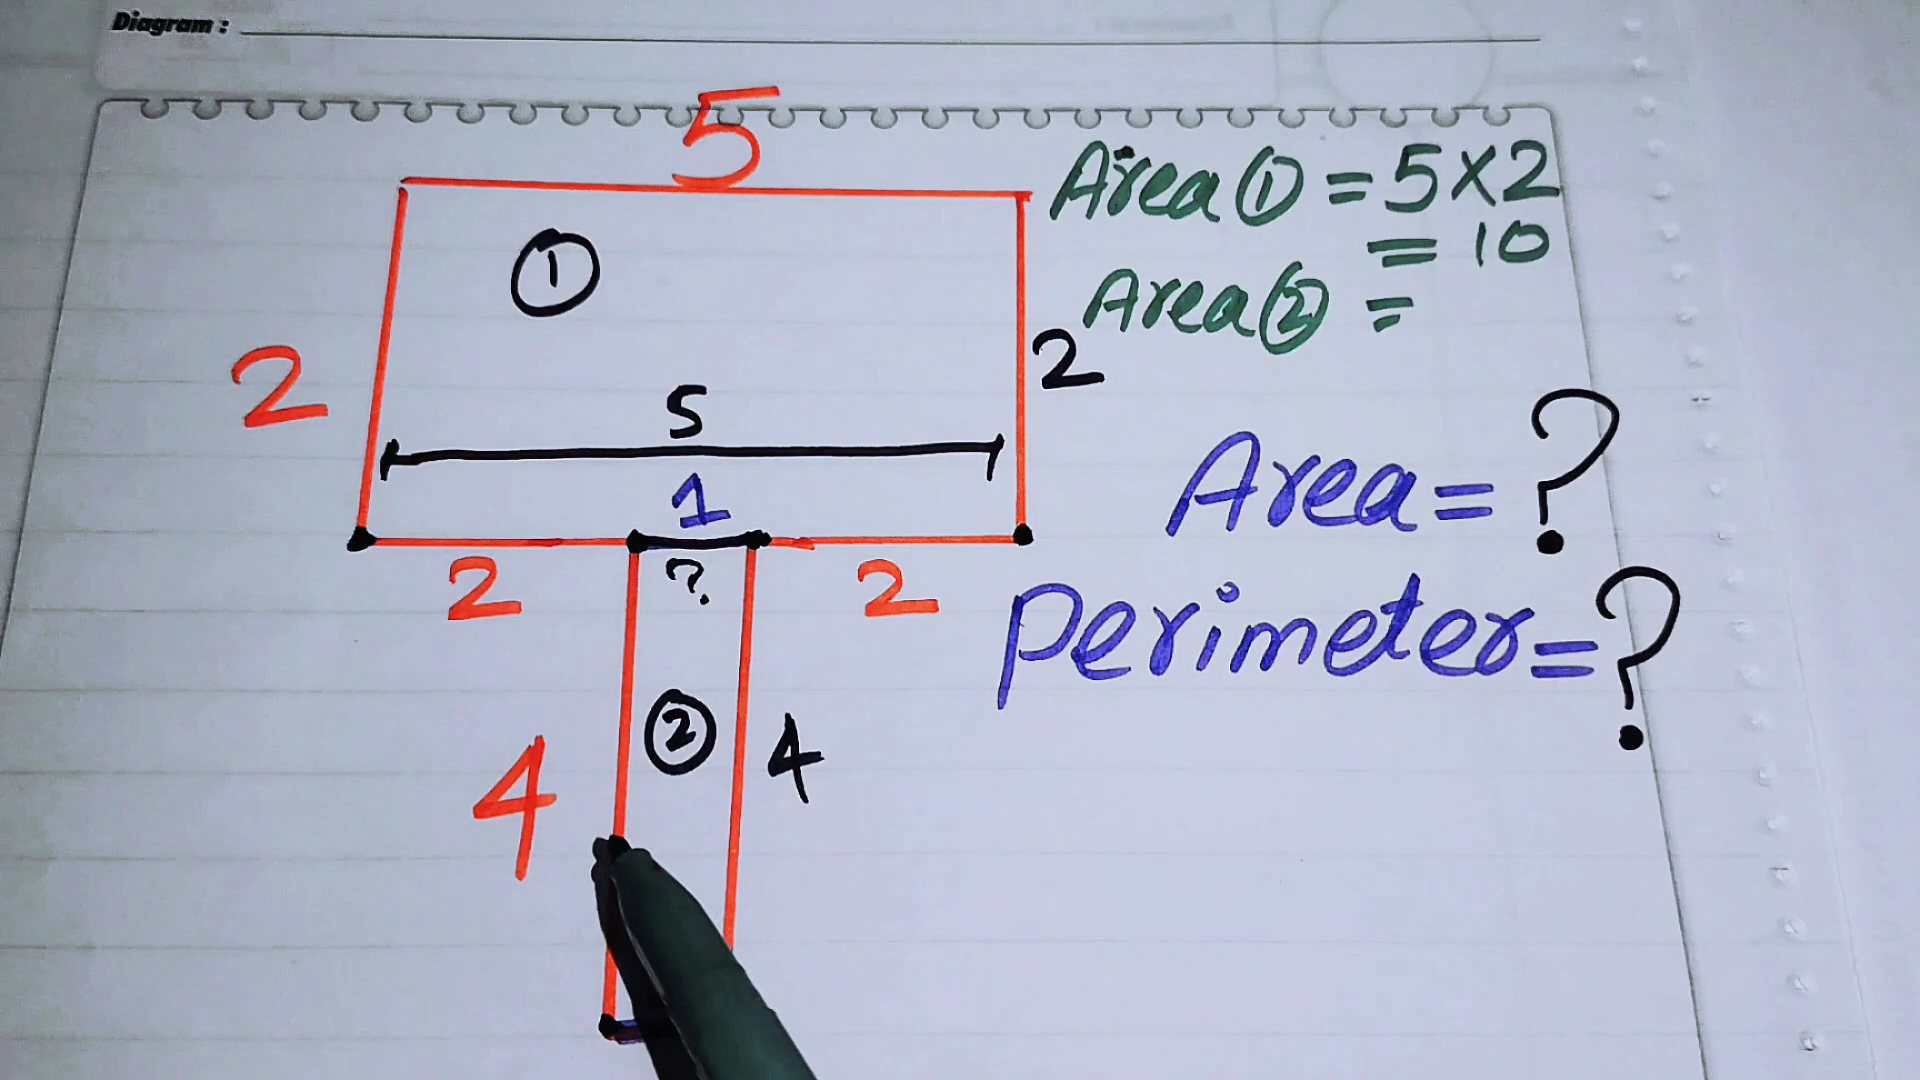 Diagram :
5
Area ① = 5×2
= 10
Area ② =
①
2
2
5
Area = ?
1
2
?
2
Perimeter = ?
②
4
4